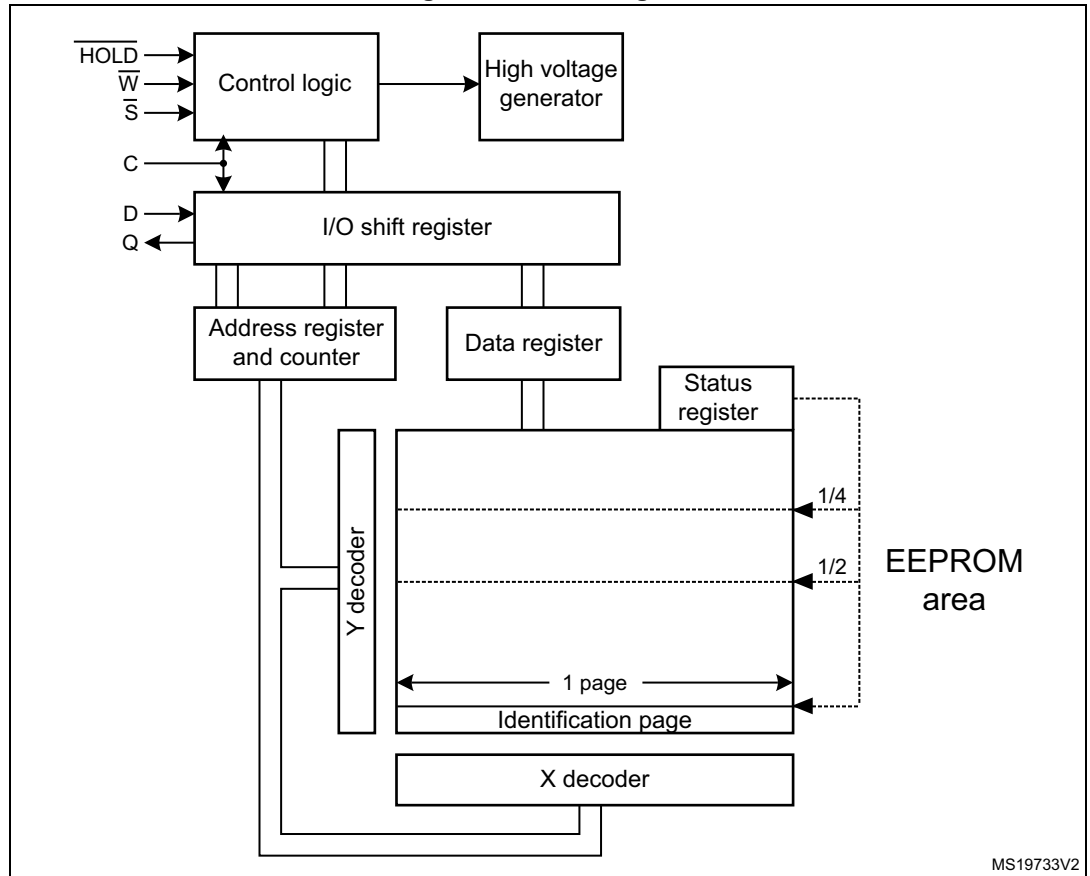 HOLD
W
S
C
D
Q
Control logic
High voltage
generator
I/O shift register
Address register
and counter
Data register
Status
register
Y decoder
1/4
1/2
EEPROM
area
1 page
Identification page
X decoder
MS19733V2